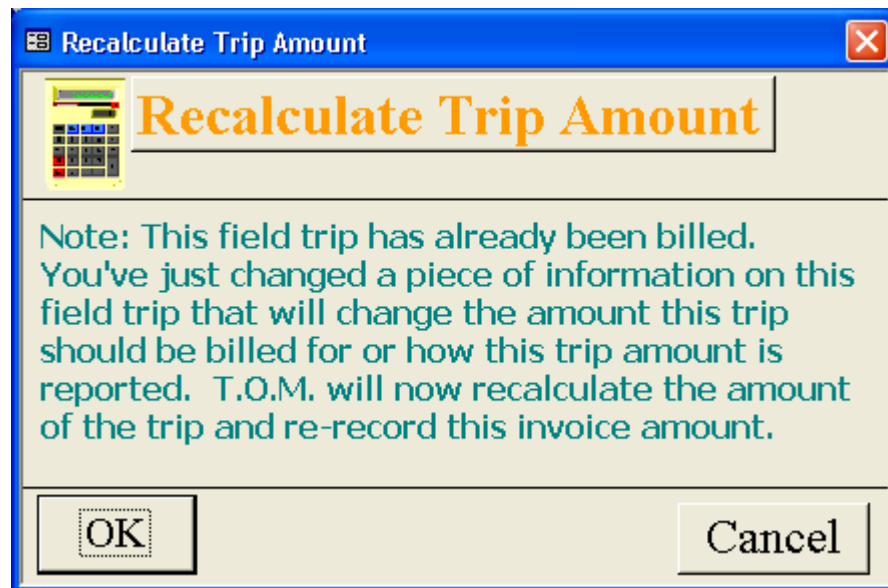 Recalculate Trip Amount
Recalculate Trip Amount
Note: This field trip has already been billed.
You've just changed a piece of information on this
field trip that will change the amount this trip
should be billed for or how this trip amount is
reported.  T.O.M. will now recalculate the amount
of the trip and re-record this invoice amount.
OK
Cancel